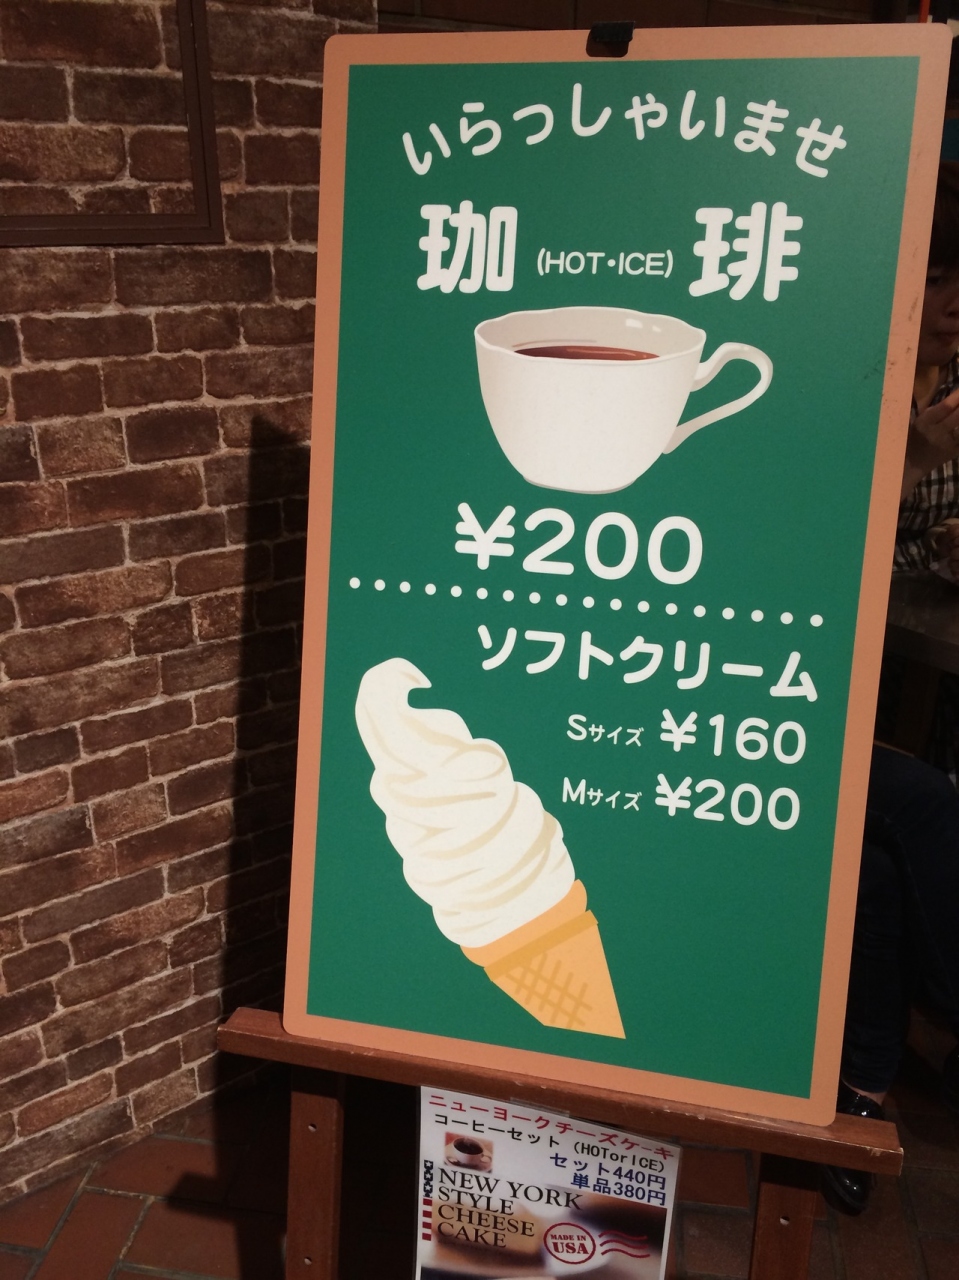 いらっしゃいませ
珈(HOT・ICE)琲
¥200
ソフトクリーム
Sサイズ ¥160
Mサイズ ¥200
ニューヨークチーズケーキ
コーヒーセット (HOTorICE)
セット440円
単品380円
NEW YORK
STYLE
CHEESE
CAKE
MADE IN
USA